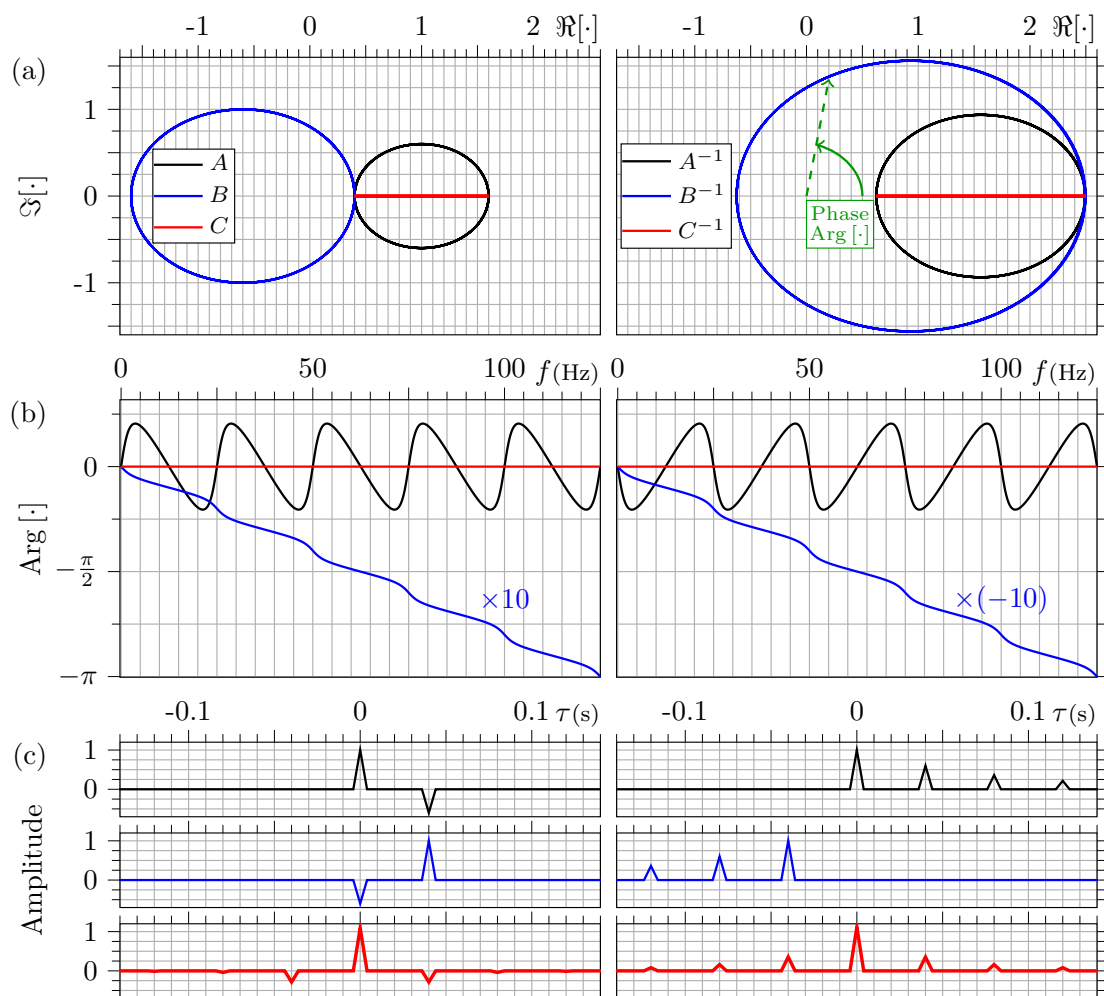 -1 0 1 2 ℜ[·] -1 0 1 2 ℜ[·]
(a)
1
0
-1
ℑ[·]
A
B
C
A⁻¹
B⁻¹
C⁻¹
Phase
Arg [·]
0 50 100 f(Hz) 0 50 100 f(Hz)
(b)
0
−π/2
−π
Arg [·]
×10
×(−10)
-0.1 0 0.1 τ(s) -0.1 0 0.1 τ(s)
(c)
1
0
1
0
1
0
Amplitude